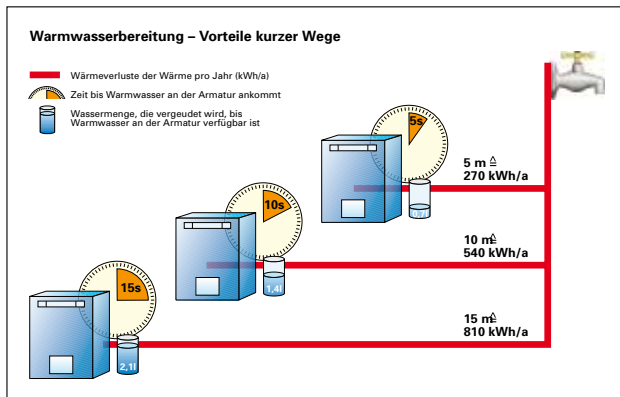 Warmwasserbereitung – Vorteile kurzer Wege
Wärmeverluste der Wärme pro Jahr (kWh/a)
Zeit bis Warmwasser an der Armatur ankommt
Wassermenge, die vergeudet wird, bis
Warmwasser an der Armatur verfügbar ist
5s
0,7l
5 m ≙
270 kWh/a
10s
1,4l
10 m ≙
540 kWh/a
15s
2,1l
15 m ≙
810 kWh/a